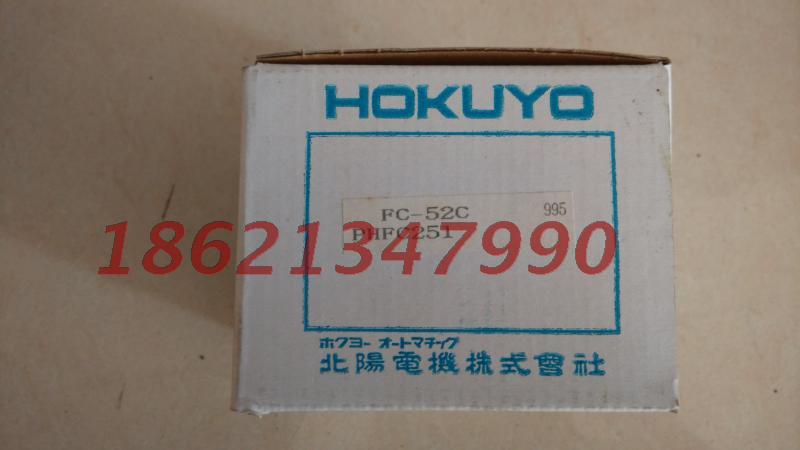 HOKUYO
FC-52C 995
PHFC251
18621347990
ホクヨー オートマチック
北陽電機株式會社